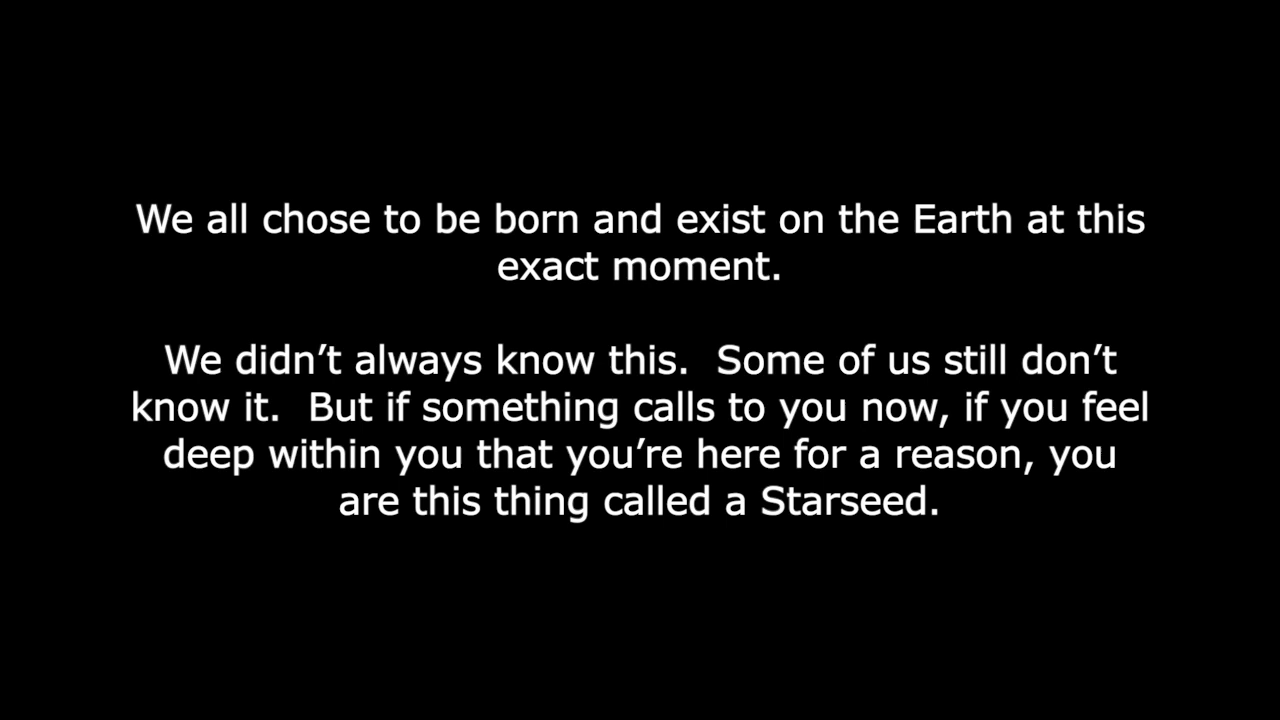 We all chose to be born and exist on the Earth at this
exact moment.
We didn’t always know this.  Some of us still don’t
know it.  But if something calls to you now, if you feel
deep within you that you’re here for a reason, you
are this thing called a Starseed.